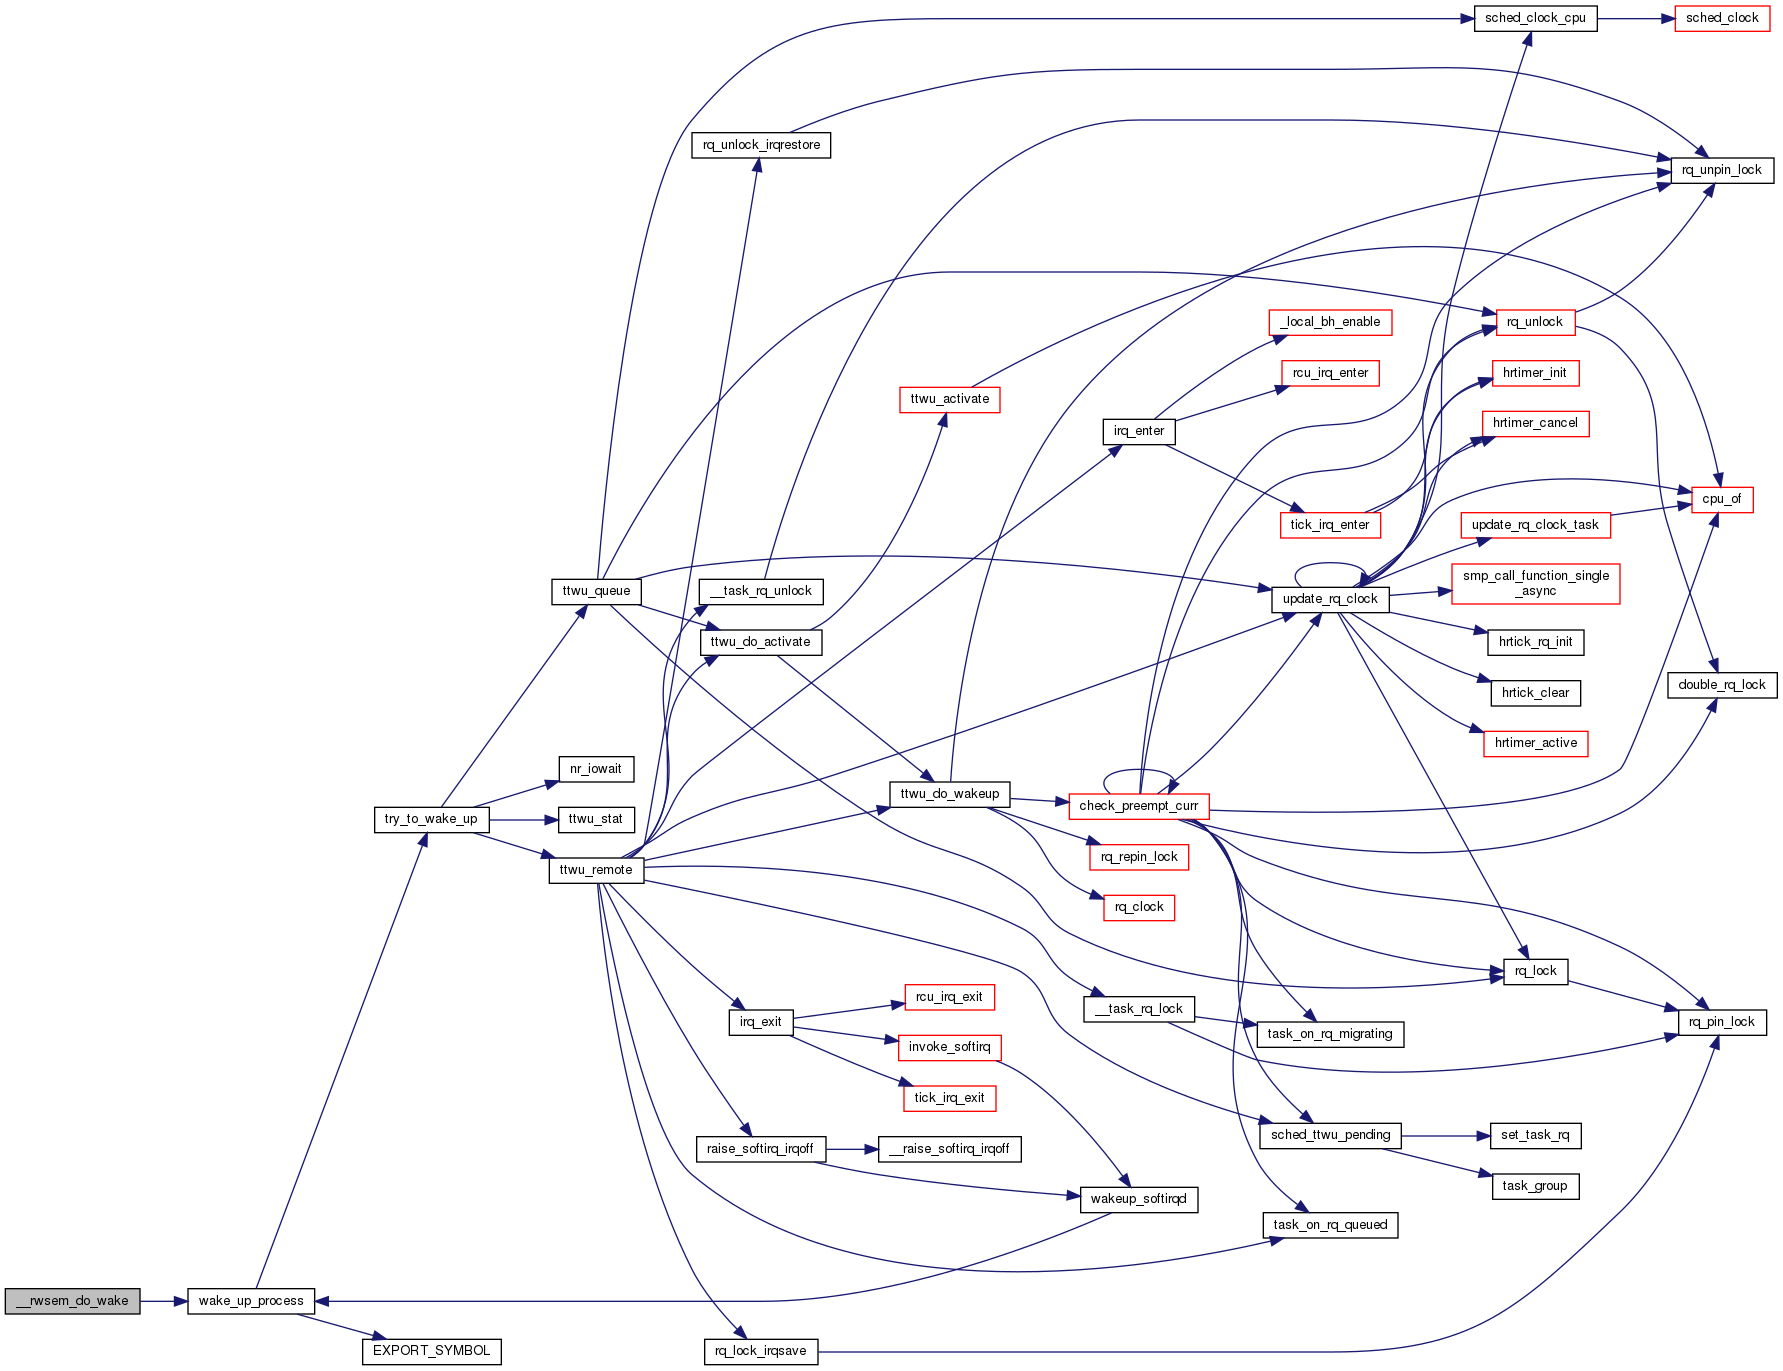 sched_clock_cpu
sched_clock
rq_unlock_irqrestore
rq_unpin_lock
_local_bh_enable
rq_unlock
rcu_irq_enter
hrtimer_init
ttwu_activate
irq_enter
hrtimer_cancel
cpu_of
tick_irq_enter
update_rq_clock_task
smp_call_function_single
_async
ttwu_queue
__task_rq_unlock
update_rq_clock
ttwu_do_activate
hrtick_rq_init
double_rq_lock
hrtick_clear
hrtimer_active
nr_iowait
ttwu_do_wakeup
check_preempt_curr
try_to_wake_up
ttwu_stat
rq_repin_lock
ttwu_remote
rq_clock
rq_lock
rcu_irq_exit
__task_rq_lock
irq_exit
rq_pin_lock
task_on_rq_migrating
invoke_softirq
tick_irq_exit
sched_ttwu_pending
set_task_rq
raise_softirq_irqoff
__raise_softirq_irqoff
task_group
wakeup_softirqd
task_on_rq_queued
__rwsem_do_wake
wake_up_process
EXPORT_SYMBOL
rq_lock_irqsave